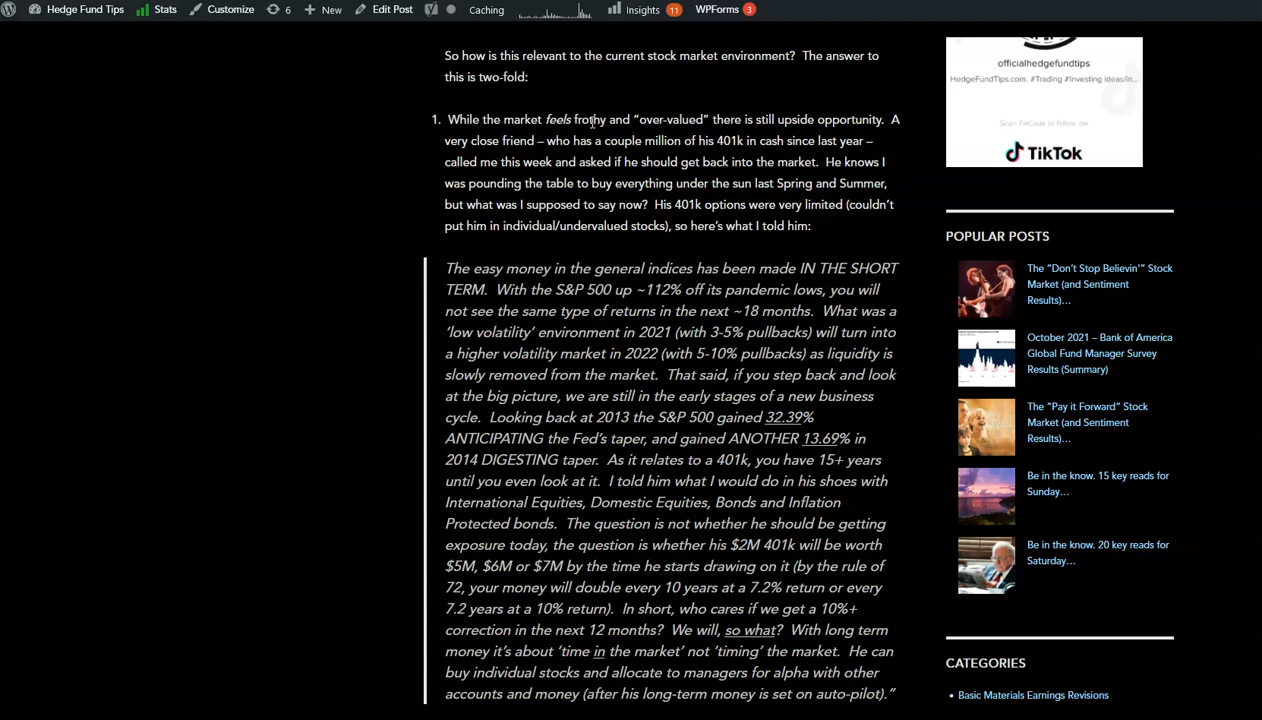 Hedge Fund Tips Stats Customize 6 New Edit Post Caching Insights 11 WPForms 3
So how is this relevant to the current stock market environment? The answer to
this is two-fold:
1. While the market feels frothy and “over-valued” there is still upside opportunity. A
very close friend – who has a couple million of his 401k in cash since last year –
called me this week and asked if he should get back into the market. He knows I
was pounding the table to buy everything under the sun last Spring and Summer,
but what was I supposed to say now? His 401k options were very limited (couldn’t
put him in individual/undervalued stocks), so here’s what I told him:
The easy money in the general indices has been made IN THE SHORT
TERM. With the S&P 500 up ~112% off its pandemic lows, you will
not see the same type of returns in the next ~18 months. What was a
‘low volatility’ environment in 2021 (with 3-5% pullbacks) will turn into
a higher volatility market in 2022 (with 5-10% pullbacks) as liquidity is
slowly removed from the market. That said, if you step back and look
at the big picture, we are still in the early stages of a new business
cycle. Looking back at 2013 the S&P 500 gained 32.39%
ANTICIPATING the Fed’s taper, and gained ANOTHER 13.69% in
2014 DIGESTING taper. As it relates to a 401k, you have 15+ years
until you even look at it. I told him what I would do in his shoes with
International Equities, Domestic Equities, Bonds and Inflation
Protected bonds. The question is not whether he should be getting
exposure today, the question is whether his $2M 401k will be worth
$5M, $6M or $7M by the time he starts drawing on it (by the rule of
72, your money will double every 10 years at a 7.2% return or every
7.2 years at a 10% return). In short, who cares if we get a 10%+
correction in the next 12 months? We will, so what? With long term
money it’s about ‘time in the market’ not ‘timing’ the market. He can
buy individual stocks and allocate to managers for alpha with other
accounts and money (after his long-term money is set on auto-pilot).”
officialhedgefundtips
HedgeFundTips.com. #Trading #Investing ideas/in...
Scan TikCode to follow me
TikTok
POPULAR POSTS
The “Don’t Stop Believin’” Stock
Market (and Sentiment
Results)…
October 2021 – Bank of America
Global Fund Manager Survey
Results (Summary)
The “Pay it Forward” Stock
Market (and Sentiment
Results)…
Be in the know. 15 key reads for
Sunday…
Be in the know. 20 key reads for
Saturday…
CATEGORIES
• Basic Materials Earnings Revisions